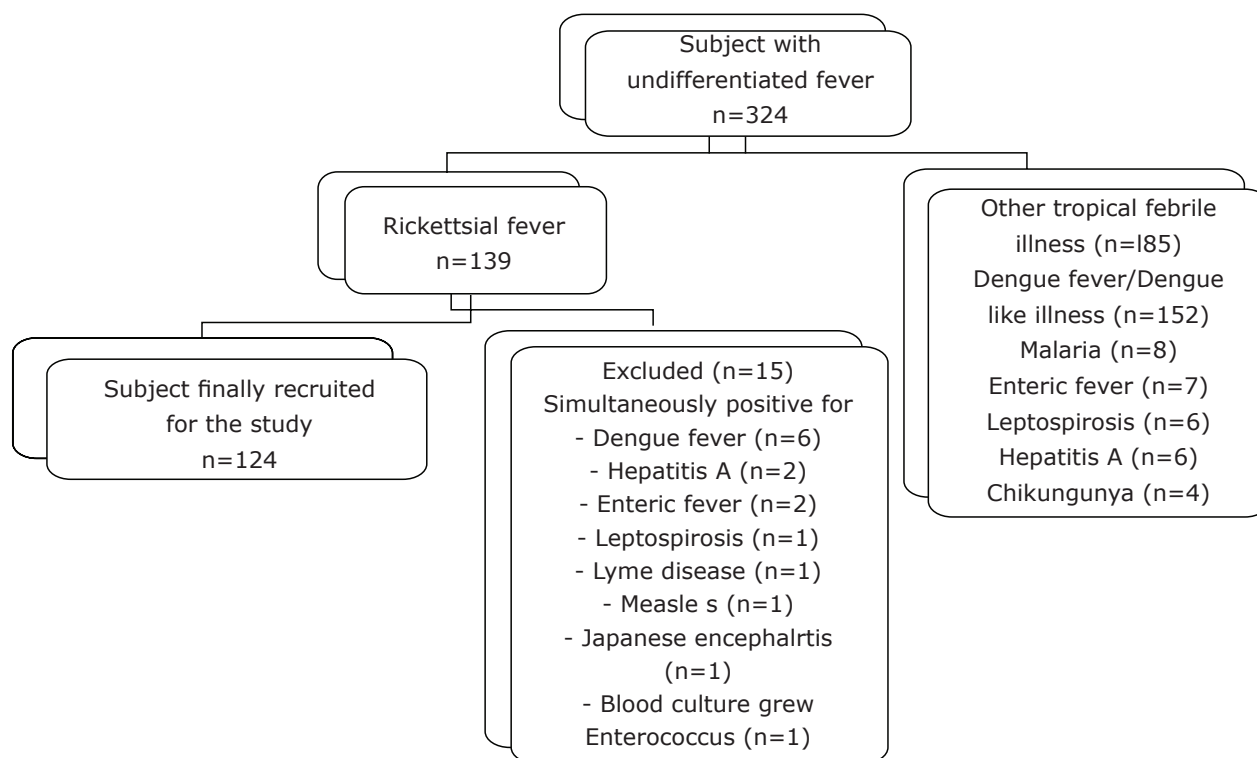 Subject with
undifferentiated fever
n=324
Rickettsial fever
n=139
Other tropical febrile
illness (n=l85)
Dengue fever/Dengue
like illness (n=152)
Malaria (n=8)
Enteric fever (n=7)
Leptospirosis (n=6)
Hepatitis A (n=6)
Chikungunya (n=4)
Subject finally recruited
for the study
n=124
Excluded (n=15)
Simultaneously positive for
- Dengue fever (n=6)
- Hepatitis A (n=2)
- Enteric fever (n=2)
- Leptospirosis (n=1)
- Lyme disease (n=1)
- Measle s (n=1)
- Japanese encephalrtis
(n=1)
- Blood culture grew
Enterococcus (n=1)